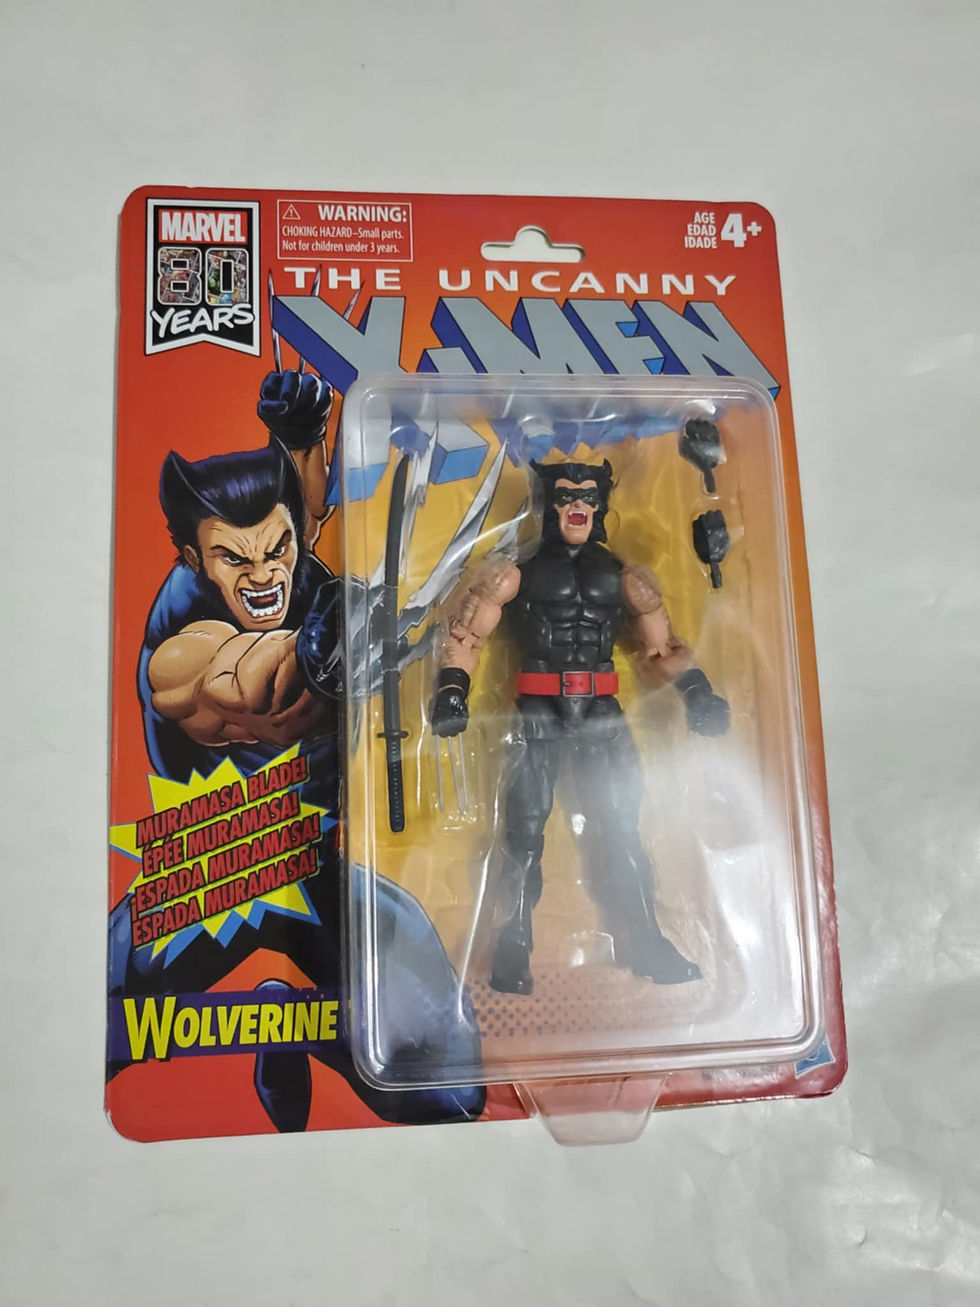 MARVEL
80
YEARS
WARNING:
CHOKING HAZARD–Small parts.
Not for children under 3 years.
AGE
EDAD
IDADE
4+
THE UNCANNY
X-MEN
MURAMASA BLADE!
ÉPÉE MURAMASA!
¡ESPADA MURAMASA!
ESPADA MURAMASA!
WOLVERINE